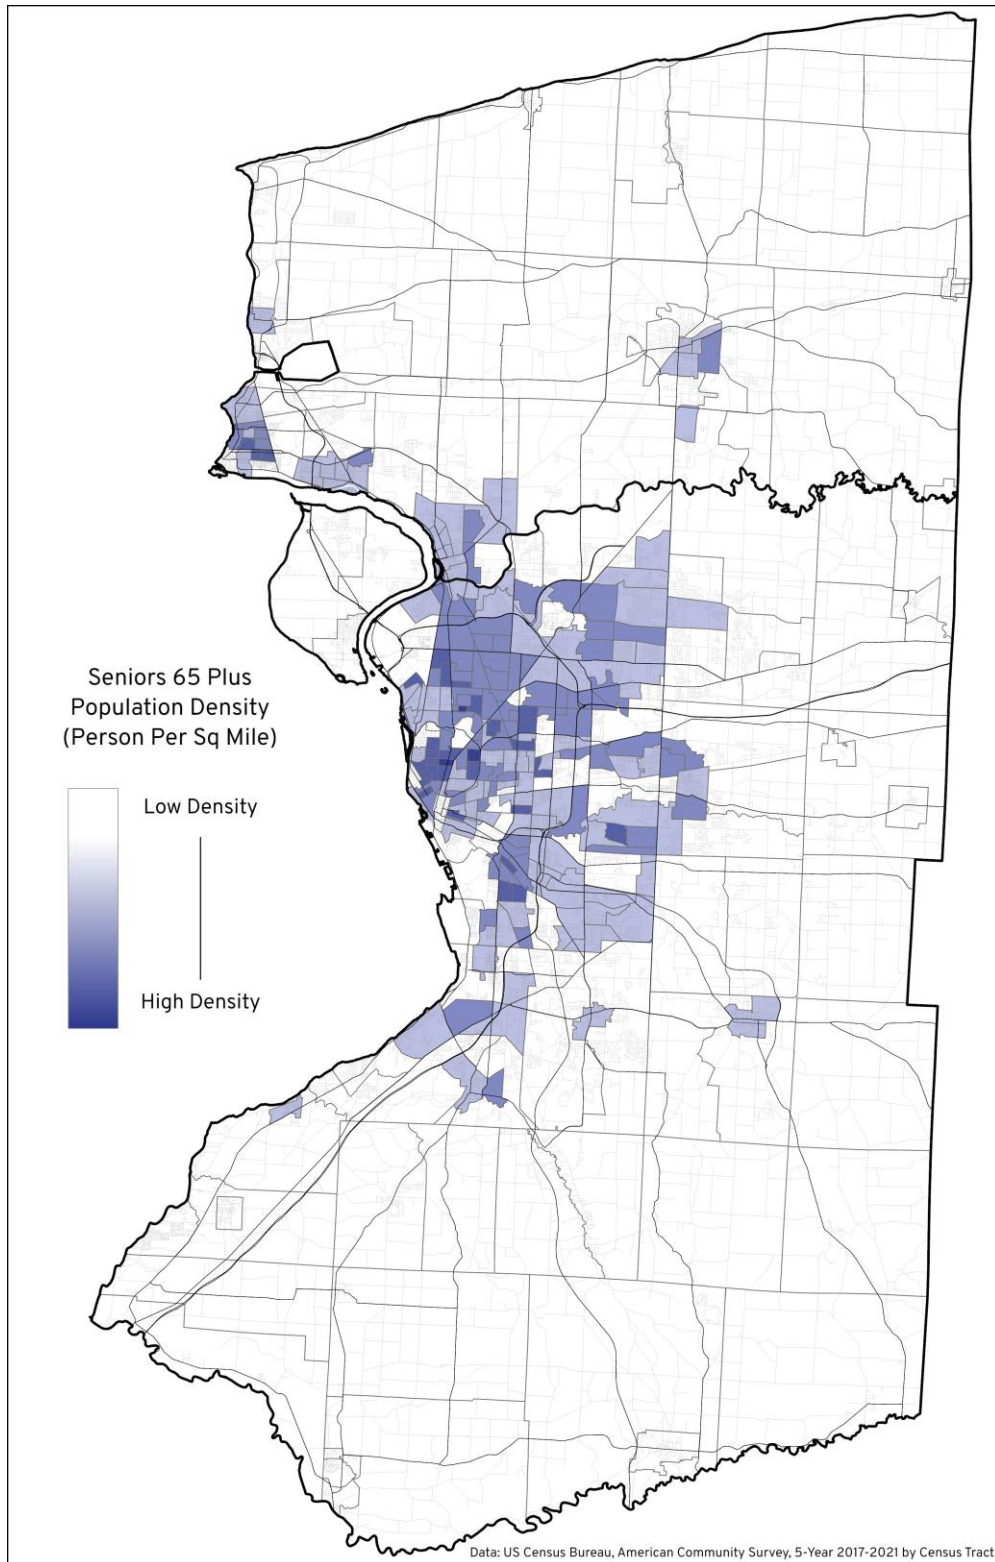 Seniors 65 Plus
Population Density
(Person Per Sq Mile)
Low Density
High Density
Data: US Census Bureau, American Community Survey, 5-Year 2017-2021 by Census Tract